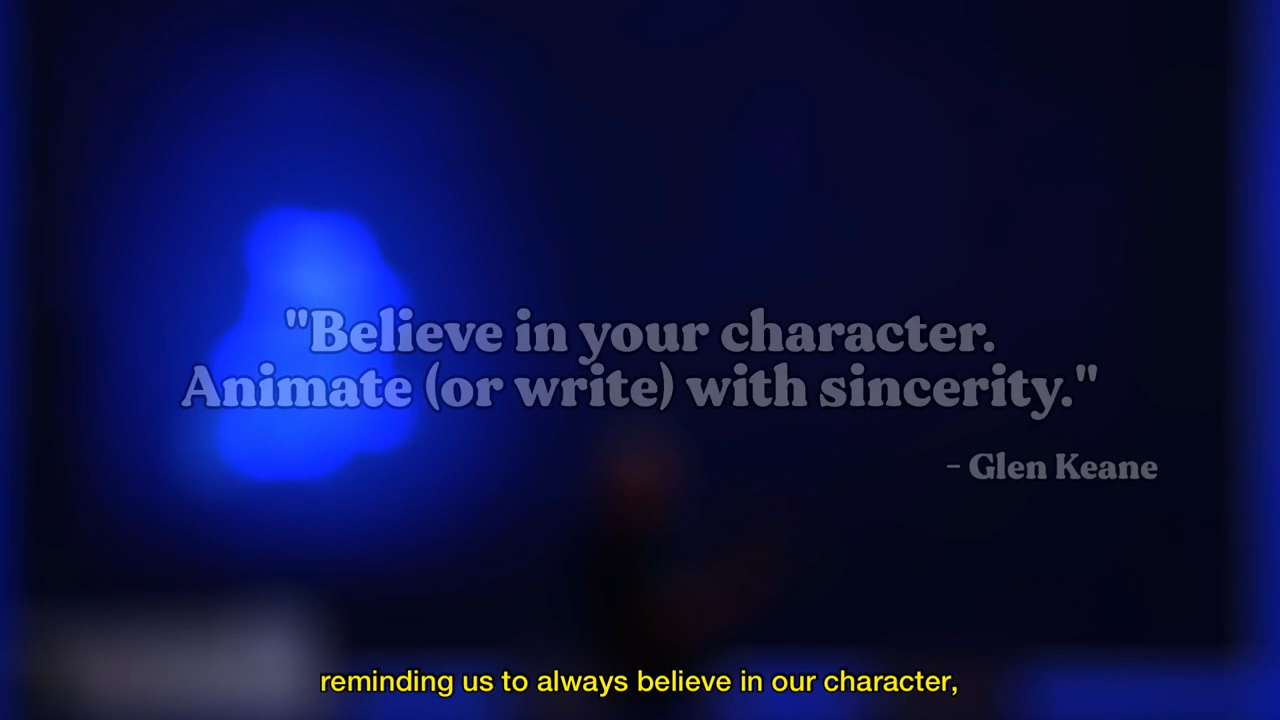 "Believe in your character.
Animate (or write) with sincerity."
– Glen Keane
reminding us to always believe in our character,